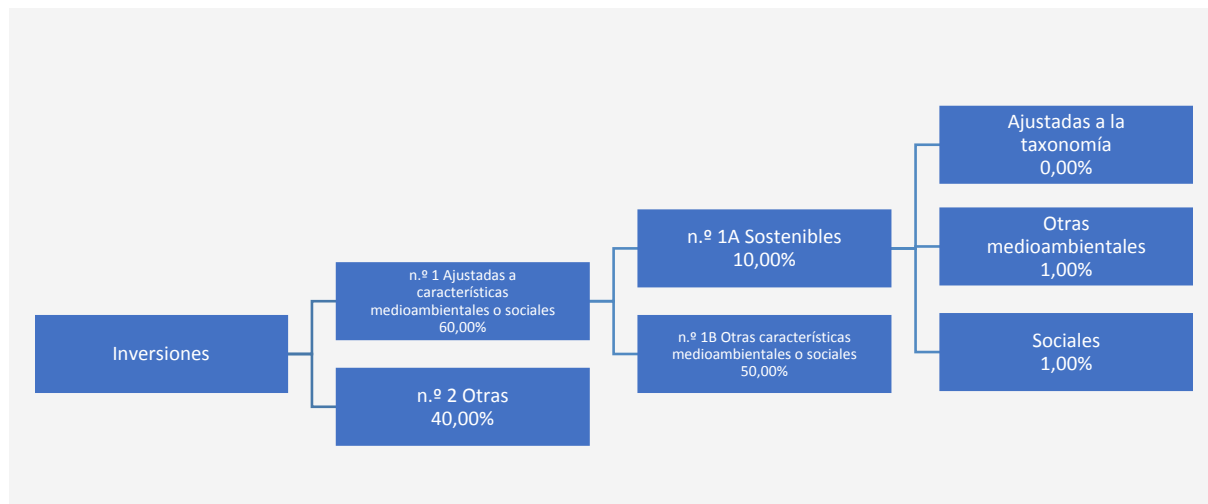 Inversiones
n.º 1 Ajustadas a
características
medioambientales o sociales
60,00%
n.º 2 Otras
40,00%
n.º 1A Sostenibles
10,00%
n.º 1B Otras características
medioambientales o sociales
50,00%
Ajustadas a la
taxonomía
0,00%
Otras
medioambientales
1,00%
Sociales
1,00%